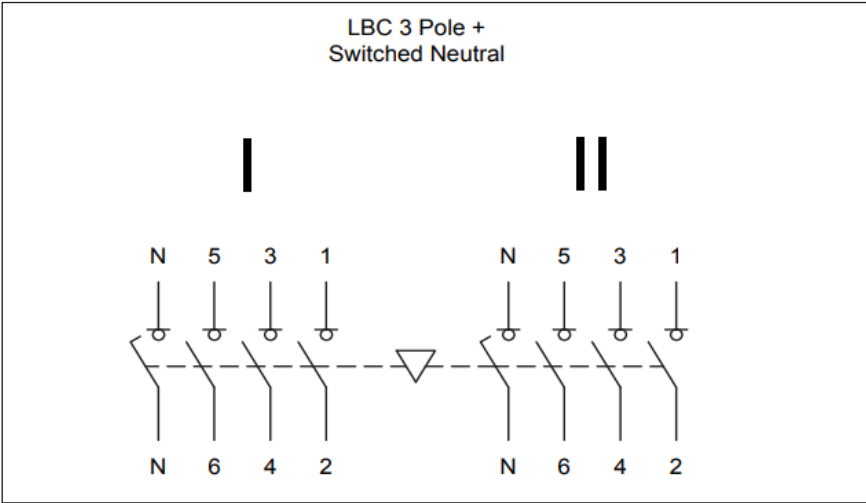 LBC 3 Pole +
Switched Neutral
I II
N 5 3 1 N 5 3 1
N 6 4 2 N 6 4 2